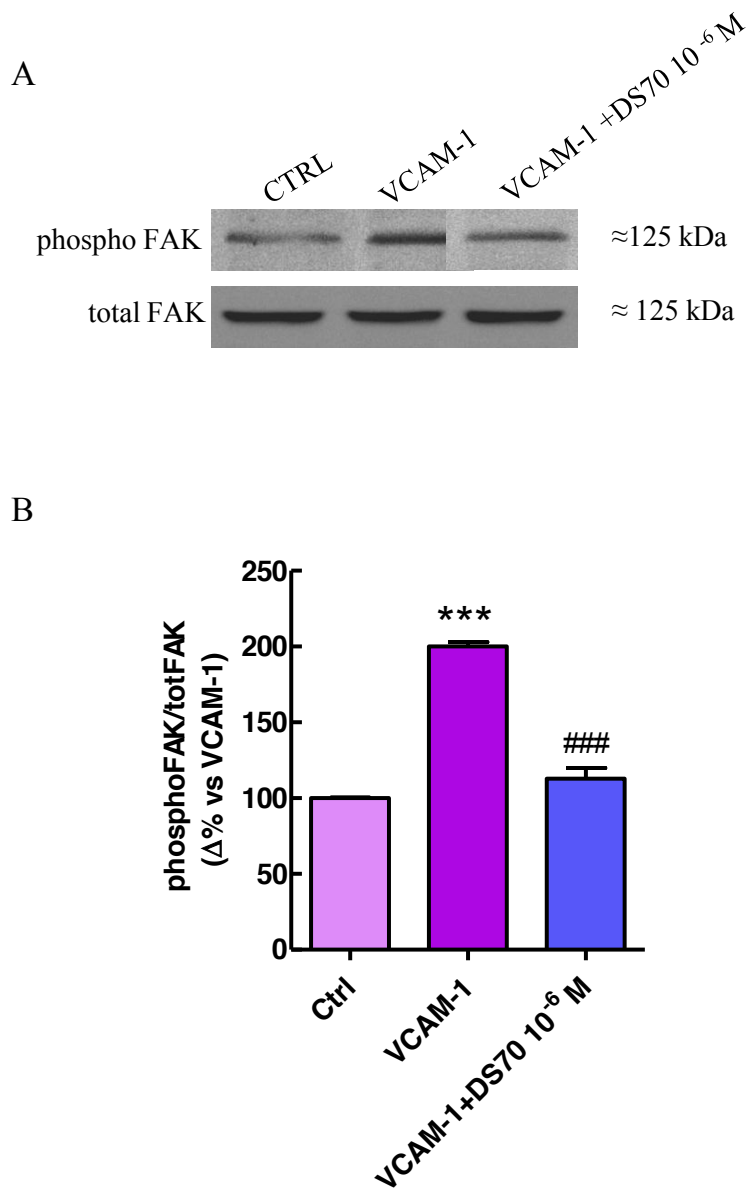 A
CTRL
VCAM-1
VCAM-1 +DS70 10⁻⁶ M
phospho FAK
≈125 kDa
total FAK
≈ 125 kDa
B
phosphoFAK/totFAK
(Δ% vs VCAM-1)
250
200
150
100
50
0
***
###
Ctrl
VCAM-1
VCAM-1+DS70 10⁻⁶ M